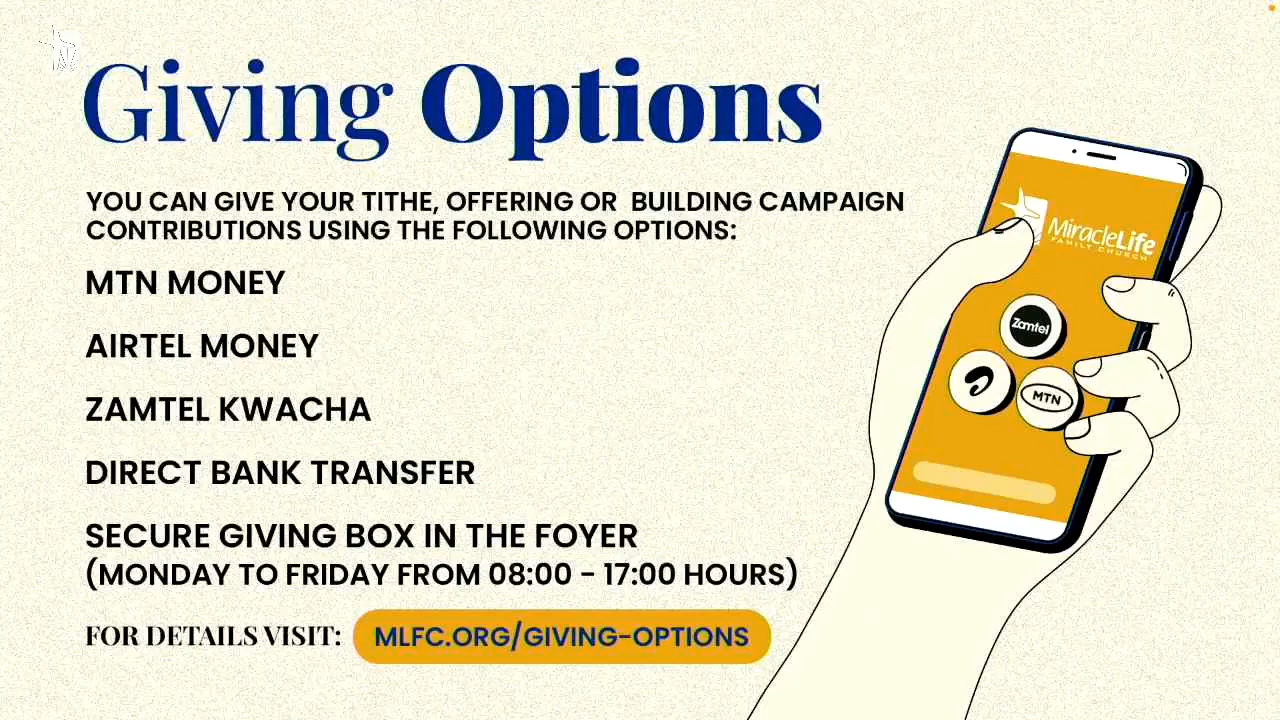 Giving Options
YOU CAN GIVE YOUR TITHE, OFFERING OR BUILDING CAMPAIGN
CONTRIBUTIONS USING THE FOLLOWING OPTIONS:
MTN MONEY
AIRTEL MONEY
ZAMTEL KWACHA
DIRECT BANK TRANSFER
SECURE GIVING BOX IN THE FOYER
(MONDAY TO FRIDAY FROM 08:00 - 17:00 HOURS)
FOR DETAILS VISIT: MLFC.ORG/GIVING-OPTIONS
MiracleLife
FAMILY CHURCH
Zamtel
MTN